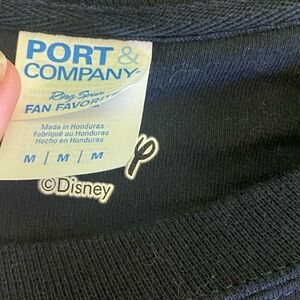 PORT &
COMPANY®
Ring Spun
FAN FAVORITE
Made in Honduras
Fabriqué au Honduras
Hecho en Honduras
M / M / M
©Disney